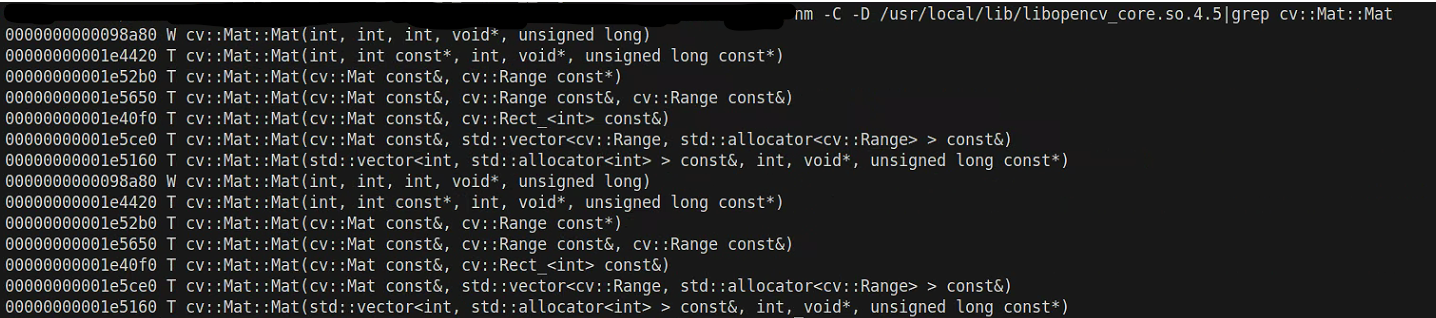 nm -C -D /usr/local/lib/libopencv_core.so.4.5|grep cv::Mat::Mat
0000000000098a80 W cv::Mat::Mat(int, int, int, void*, unsigned long)
00000000001e4420 T cv::Mat::Mat(int, int const*, int, void*, unsigned long const*)
00000000001e52b0 T cv::Mat::Mat(cv::Mat const&, cv::Range const*)
00000000001e5650 T cv::Mat::Mat(cv::Mat const&, cv::Range const&, cv::Range const&)
00000000001e40f0 T cv::Mat::Mat(cv::Mat const&, cv::Rect_<int> const&)
00000000001e5ce0 T cv::Mat::Mat(cv::Mat const&, std::vector<cv::Range, std::allocator<cv::Range> > const&)
00000000001e5160 T cv::Mat::Mat(std::vector<int, std::allocator<int> > const&, int, void*, unsigned long const*)
0000000000098a80 W cv::Mat::Mat(int, int, int, void*, unsigned long)
00000000001e4420 T cv::Mat::Mat(int, int const*, int, void*, unsigned long const*)
00000000001e52b0 T cv::Mat::Mat(cv::Mat const&, cv::Range const*)
00000000001e5650 T cv::Mat::Mat(cv::Mat const&, cv::Range const&, cv::Range const&)
00000000001e40f0 T cv::Mat::Mat(cv::Mat const&, cv::Rect_<int> const&)
00000000001e5ce0 T cv::Mat::Mat(cv::Mat const&, std::vector<cv::Range, std::allocator<cv::Range> > const&)
00000000001e5160 T cv::Mat::Mat(std::vector<int, std::allocator<int> > const&, int, void*, unsigned long const*)